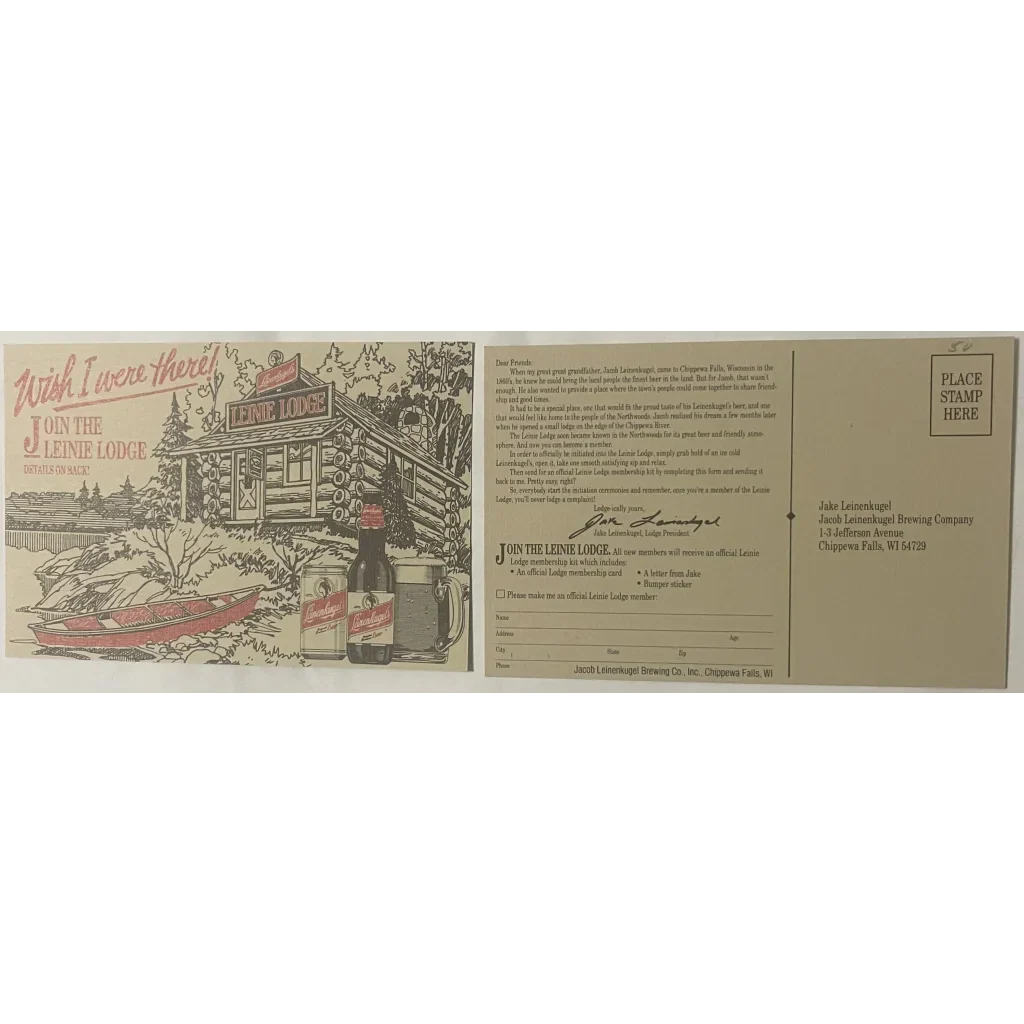 Wish I were there!
JOIN THE
LEINIE LODGE
DETAILS ON BACK!
Leinenkugel's
LEINIE LODGE
Leinenkugel's
Leinenkugel's
Dear Friends:
When my great great grandfather, Jacob Leinenkugel, came to Chippewa Falls, Wisconsin in the
1860's, he knew he could bring the local people the finest beer in the land. But for Jacob, that wasn't
enough. He also wanted to provide a place where the town's people could come together to share friend-
ship and good times.
It had to be a special place, one that would fit the proud taste of his Leinenkugel's beer, and one
that would feel like home to the people of the Northwoods. Jacob realized his dream a few months later
when he opened a small lodge on the edge of the Chippewa River.
The Leinie Lodge soon became known in the Northwoods for its great beer and friendly atmo-
sphere. And now you can become a member.
In order to officially be initiated into the Leinie Lodge, simply grab hold of an ice cold
Leinenkugel's, open it, take one smooth satisfying sip and relax.
Then send for an official Leinie Lodge membership kit by completing this form and sending it
back to me. Pretty easy, right?
So, everybody start the initiation ceremonies and remember, once you're a member of the Leinie
Lodge, you'll never lodge a complaint!
Lodge-ically yours,
Jake Leinenkugel
Jake Leinenkugel, Lodge President
JOIN THE LEINIE LODGE. All new members will receive an official Leinie
Lodge membership kit which includes:
• An official Lodge membership card • A letter from Jake
• Bumper sticker
Please make me an official Leinie Lodge member:
Name
Address Age
City State Zip
Phone
Jacob Leinenkugel Brewing Co., Inc., Chippewa Falls, WI
PLACE
STAMP
HERE
Jake Leinenkugel
Jacob Leinenkugel Brewing Company
1-3 Jefferson Avenue
Chippewa Falls, WI 54729